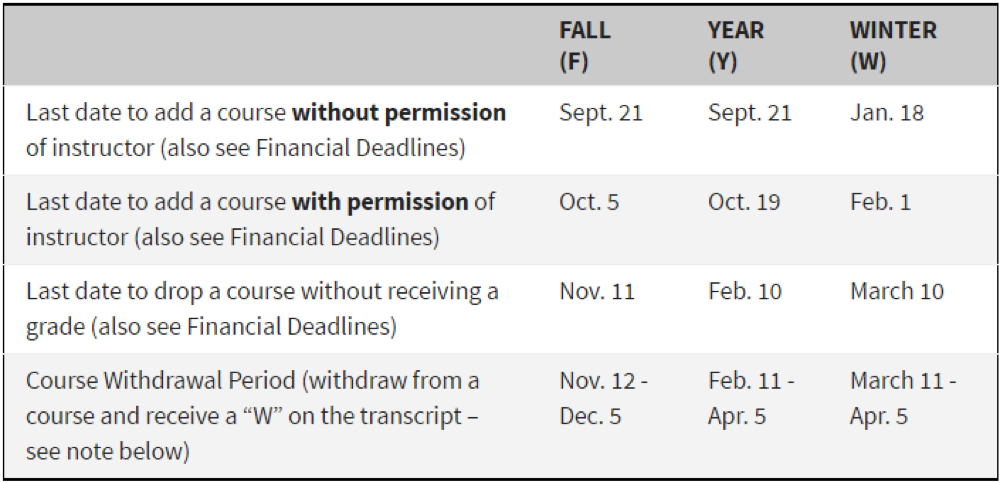 FALL YEAR WINTER
(F) (Y) (W)
Last date to add a course without permission Sept. 21 Sept. 21 Jan. 18
of instructor (also see Financial Deadlines)
Last date to add a course with permission of Oct. 5 Oct. 19 Feb. 1
instructor (also see Financial Deadlines)
Last date to drop a course without receiving a Nov. 11 Feb. 10 March 10
grade (also see Financial Deadlines)
Course Withdrawal Period (withdraw from a Nov. 12 - Feb. 11 - March 11 -
course and receive a “W” on the transcript – Dec. 5 Apr. 5 Apr. 5
see note below)